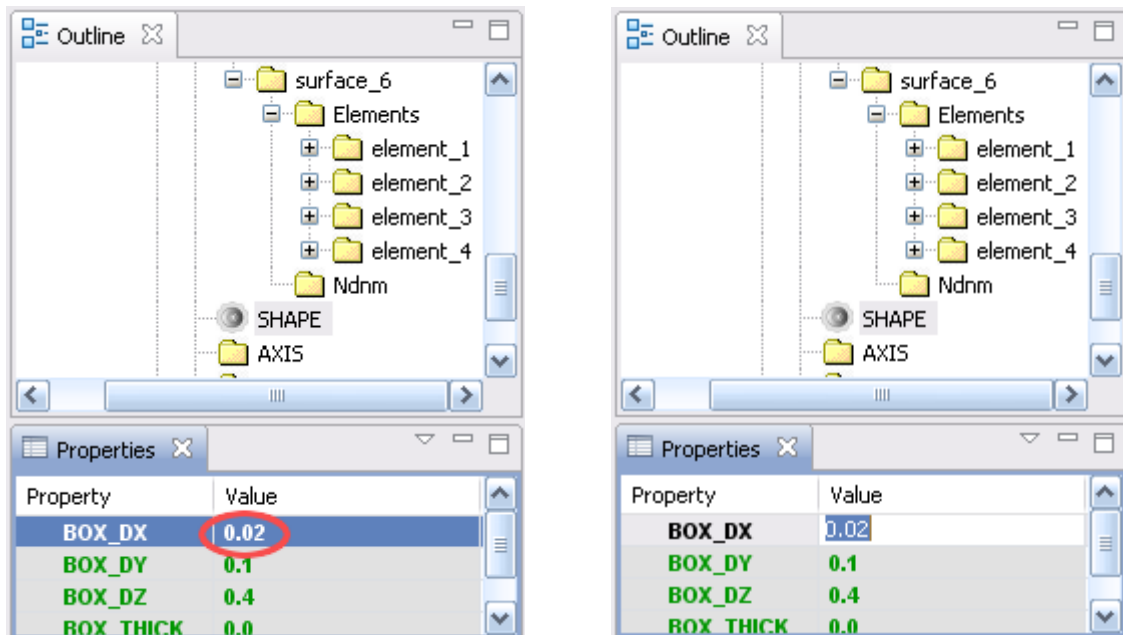 Outline
surface_6
Elements
element_1
element_2
element_3
element_4
Ndnm
SHAPE
AXIS
Properties
Property Value
BOX_DX 0.02
BOX_DY 0.1
BOX_DZ 0.4
BOX_THICK 0.0
Outline
surface_6
Elements
element_1
element_2
element_3
element_4
Ndnm
SHAPE
AXIS
Properties
Property Value
BOX_DX 0.02
BOX_DY 0.1
BOX_DZ 0.4
BOX_THICK 0.0